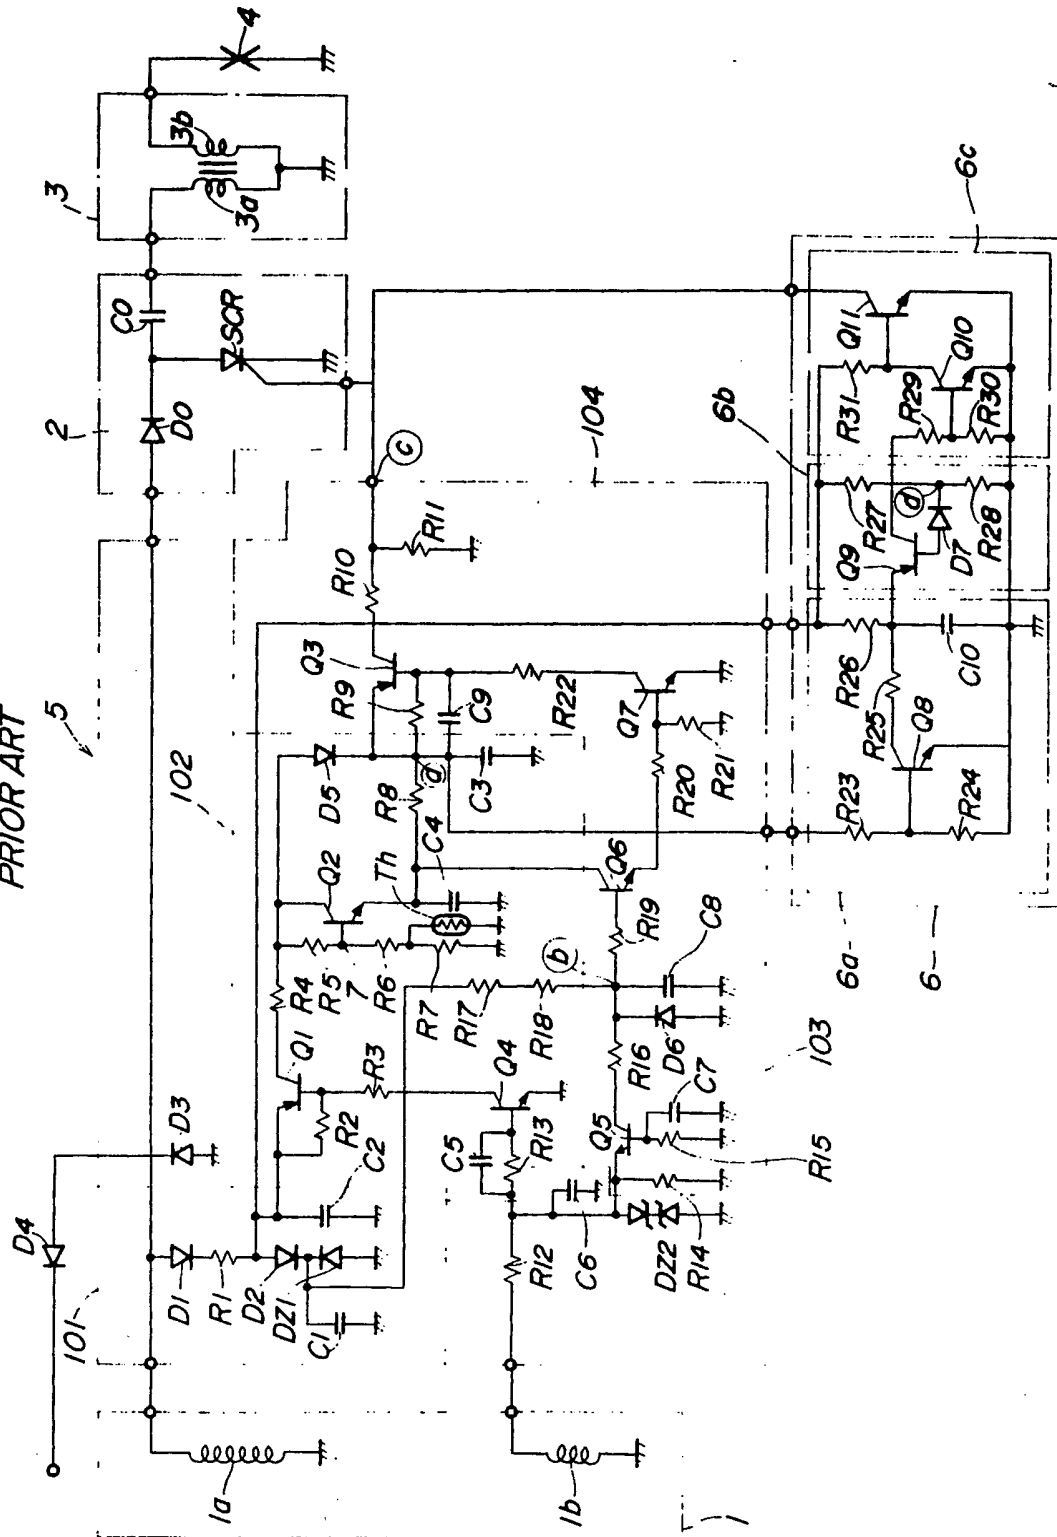 PRIOR ART
5
2
3
4
D4
101
102
D1
R1
D2
DZ1
C1
C2
D3
R2
Q1
R3
R4
R5
7
R6
R7
Q2
Th
C4
R8
a
D5
C3
R9
C9
Q3
R10
R11
c
D0
C0
SCR
3a
3b
104
1a
1b
1
R12
C5
R13
Q4
C6
DZ2
R14
Q5
R15
C7
R16
D6
R17
R18
b
C8
R19
Q6
R20
R21
Q7
R22
103
6a
6
6b
6c
R23
R24
Q8
R25
R26
C10
Q9
R27
d
D7
R28
R29
R30
R31
Q10
Q11